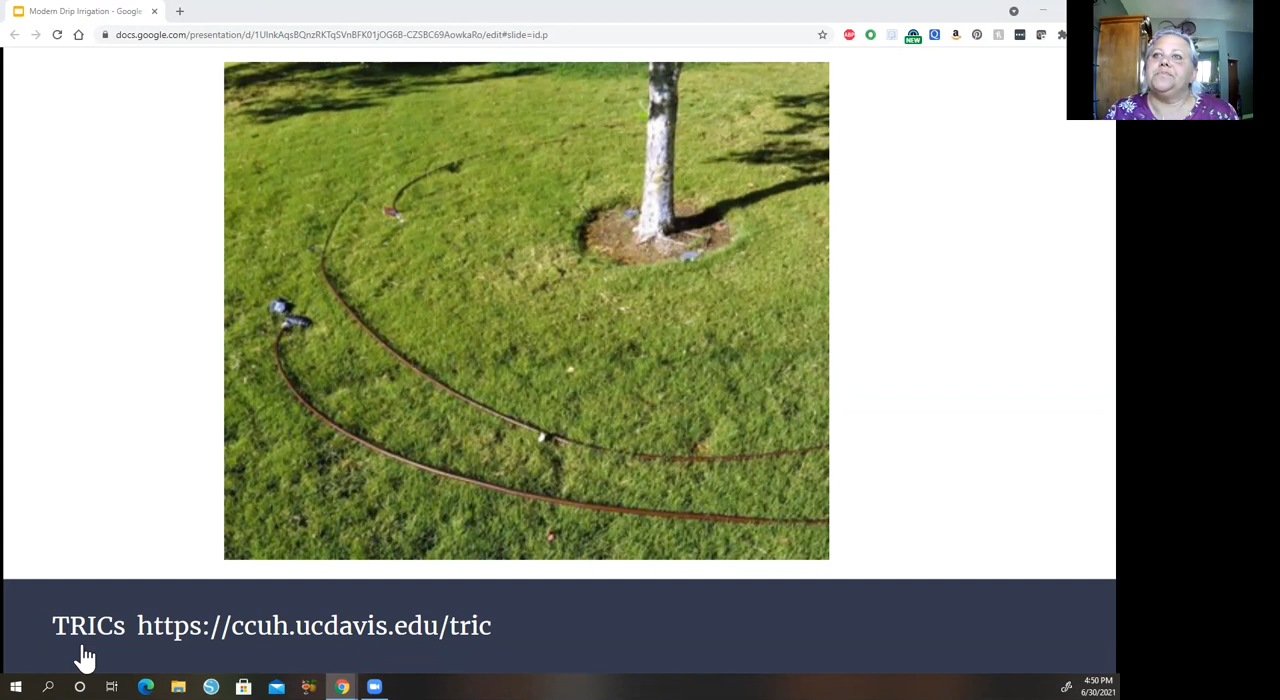 Modern Drip Irrigation - Google
docs.google.com/presentation/d/1UlnkAqsBQnzRKTqSVnBFK01jOG6B-CZSBC69AowkaRo/edit#slide=id.p
NEW
TRICs https://ccuh.ucdavis.edu/tric
4:50 PM
6/30/2021